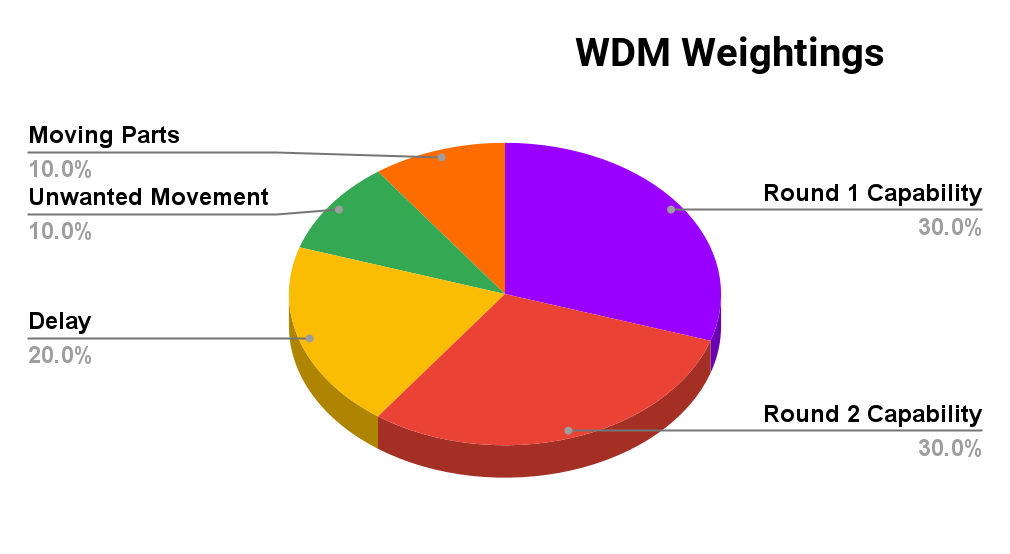 WDM Weightings
Moving Parts
10.0%
Unwanted Movement
10.0%
Delay
20.0%
Round 1 Capability
30.0%
Round 2 Capability
30.0%